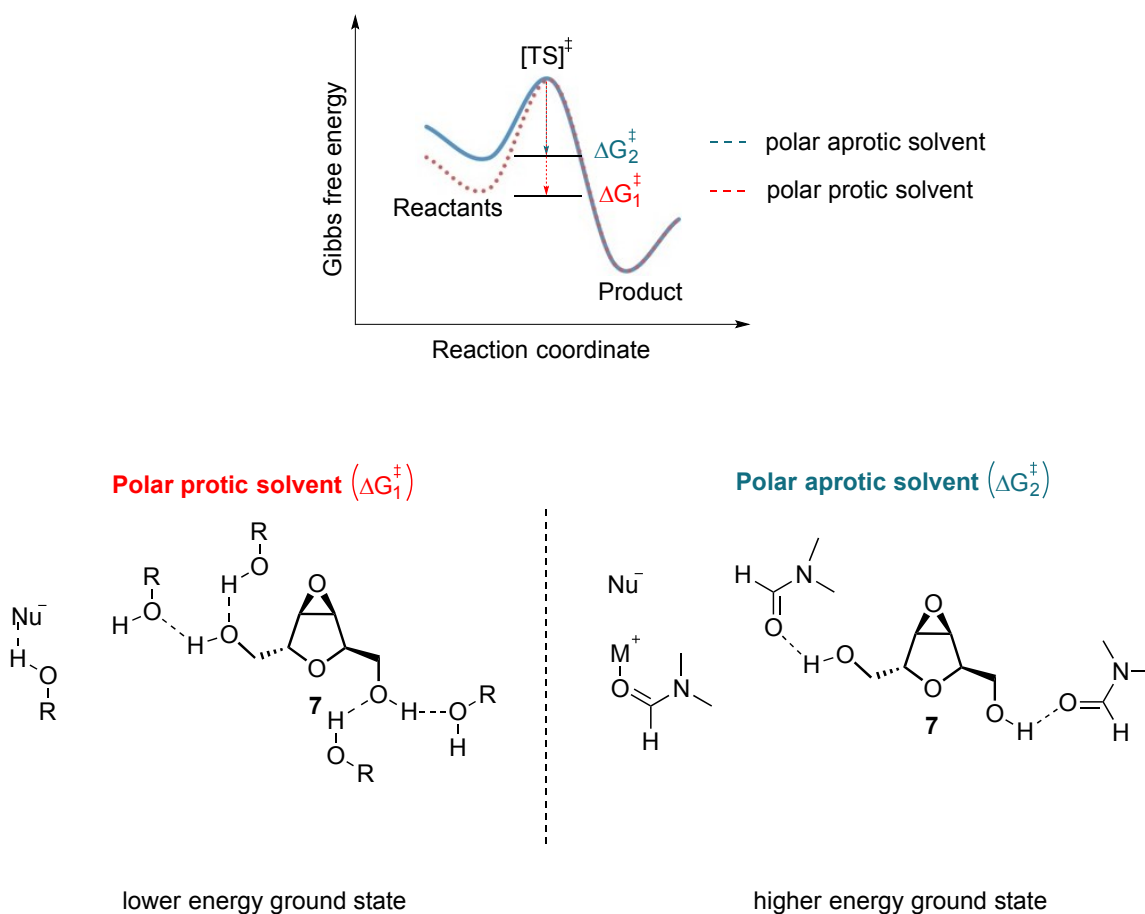 [TS]‡
Gibbs free energy
ΔG₂‡
ΔG₁‡
Reactants
Product
Reaction coordinate
polar aprotic solvent
polar protic solvent
Polar protic solvent (ΔG₁‡)
Polar aprotic solvent (ΔG₂‡)
R
R
H
O
O
H
O
H
O
Nu⁻
H
O
R
O
7
O
H
H
O
R
H
O
R
H
N
O
H
O
Nu⁻
M⁺
O
N
H
O
O
7
O
H
O
N
H
lower energy ground state
higher energy ground state